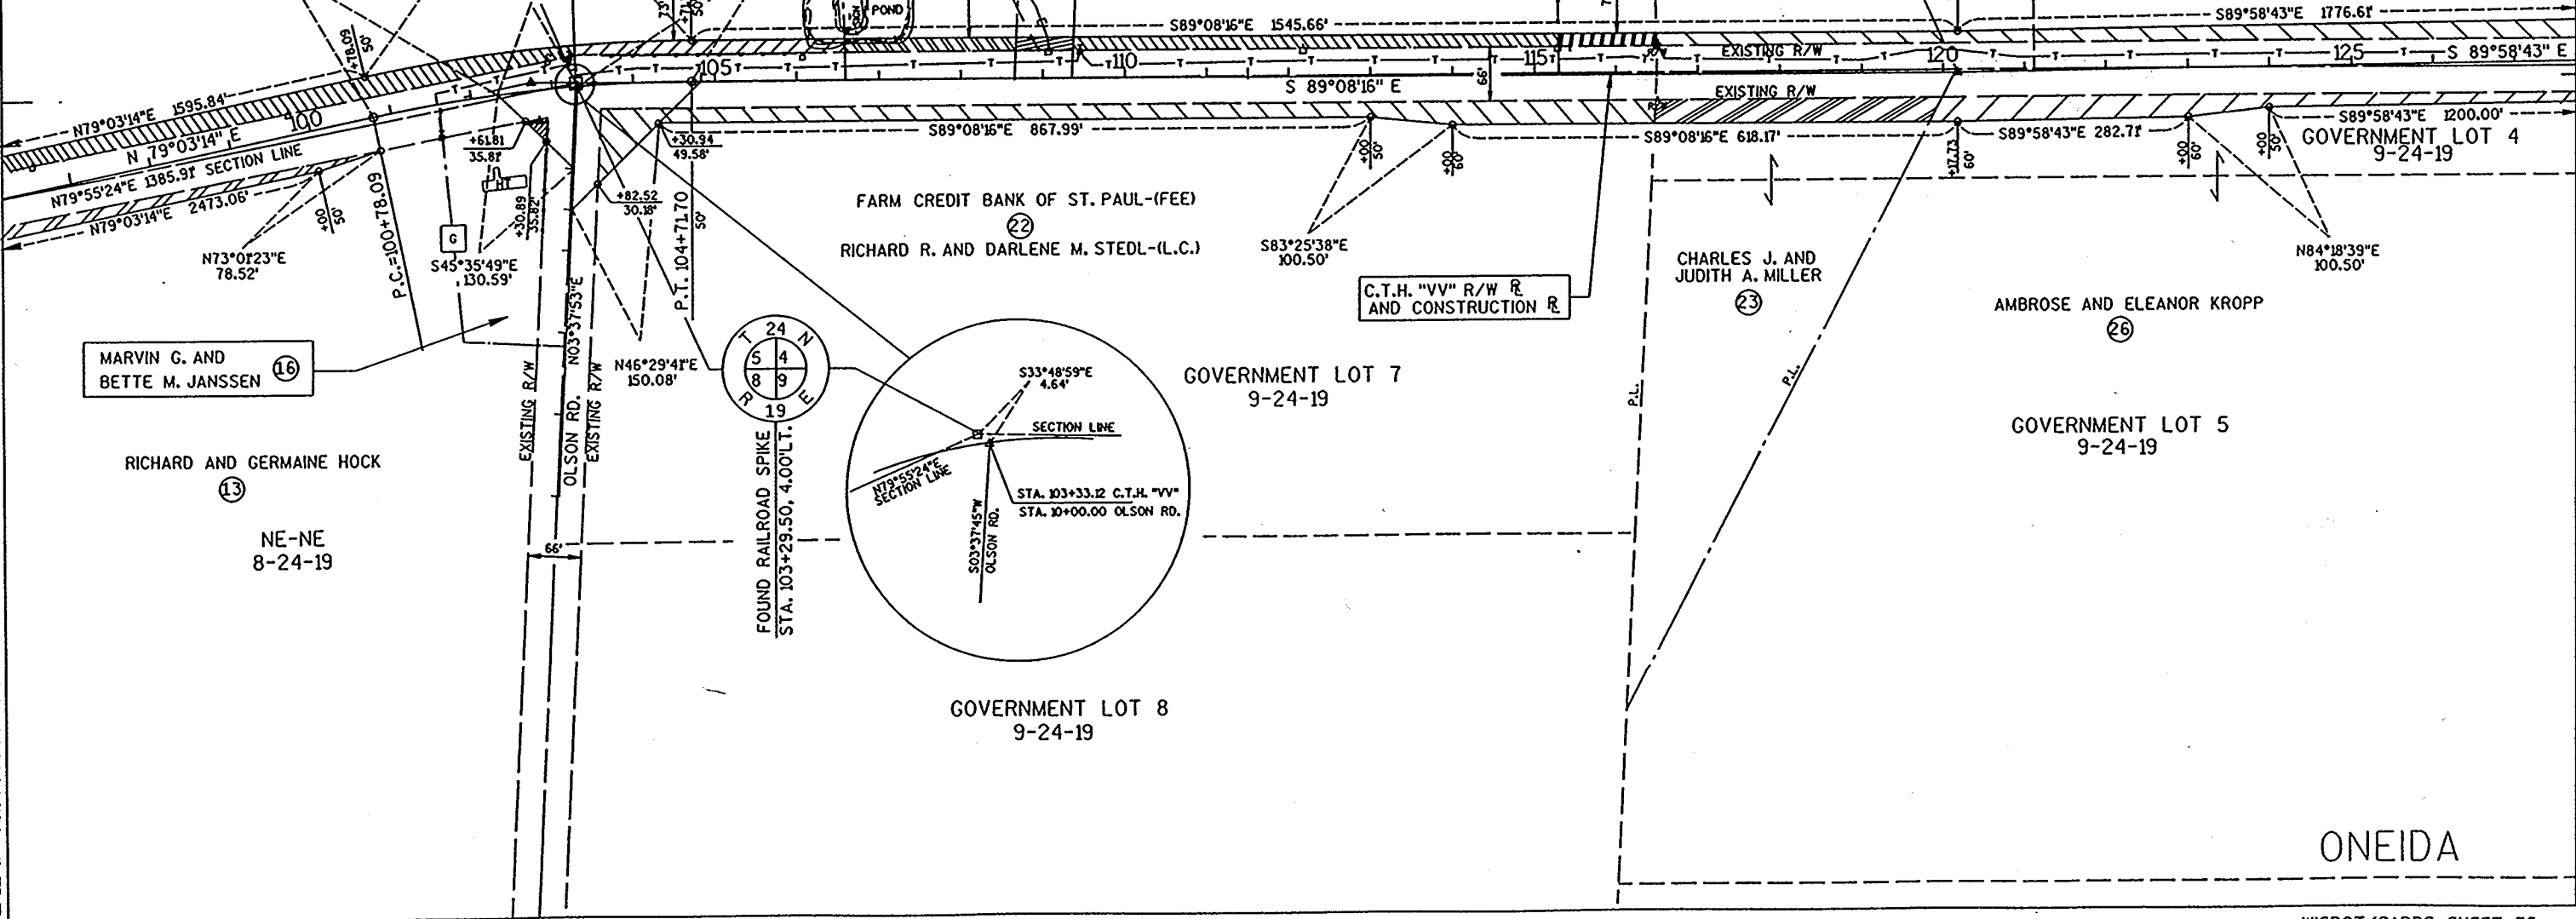 POND
S89°08'16"E 1545.66'
S89°58'43"E 1776.61'
+78.09
50'
N79°03'14"E 1595.84'
100
105
110
115
120
125
EXISTING R/W
S 89°58'43" E
S 89°08'16" E
66'
EXISTING R/W
N 79°03'14" E
N79°55'24"E 1385.91' SECTION LINE
N79°03'14"E 2473.06'
+00
50'
N73°01'23"E
78.52'
P.C.=100+78.09
G
HT
+61.81
35.81'
+30.89
35.82'
S45°35'49"E
130.59'
+30.94
49.58'
+82.52
30.18'
P.T. 104+71.70
50'
N46°29'41"E
150.08'
S89°08'16"E 867.99'
+00
50'
+00
60'
S83°25'38"E
100.50'
S89°08'16"E 618.17'
+17.73
60'
S89°58'43"E 282.71'
+00
60'
+00
50'
S89°58'43"E 1200.00'
N84°18'39"E
100.50'
GOVERNMENT LOT 4
9-24-19
FARM CREDIT BANK OF ST. PAUL-(FEE)
22
RICHARD R. AND DARLENE M. STEDL-(L.C.)
C.T.H. "VV" R/W RL
AND CONSTRUCTION RL
CHARLES J. AND
JUDITH A. MILLER
23
AMBROSE AND ELEANOR KROPP
26
MARVIN G. AND
BETTE M. JANSSEN
16
RICHARD AND GERMAINE HOCK
13
NE-NE
8-24-19
EXISTING R/W
OLSON RD. N03°37'53"E
EXISTING R/W
66'
T 24 N
5 4
8 9
R 19 E
FOUND RAILROAD SPIKE
STA. 103+29.50, 4.00'LT.
S33°48'59"E
4.64'
SECTION LINE
N79°55'24"E
SECTION LINE
STA. 103+33.12 C.T.H. "VV"
STA. 10+00.00 OLSON RD.
S03°37'45"W
OLSON RD.
GOVERNMENT LOT 7
9-24-19
P.L.
P.L.
GOVERNMENT LOT 5
9-24-19
GOVERNMENT LOT 8
9-24-19
ONEIDA